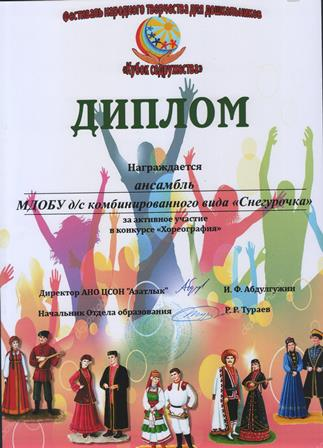 Фестиваль народного творчества для дошкольников
«Кубок содружества»
ДИПЛОМ
Награждается
ансамбль
МДОБУ д/с комбинированного вида «Снегурочка»
за активное участие
в конкурсе «Хореография»
Директор АНО ЦСОН "Азатлык" И. Ф. Абдулгужин
Начальник Отдела образования Р. Р. Тураев